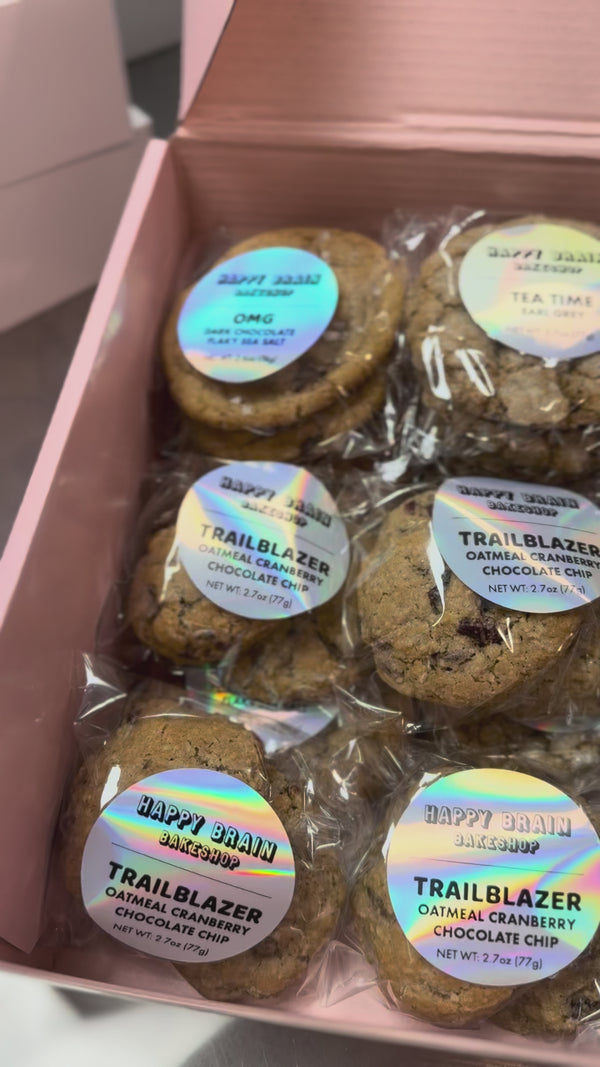 HAPPY BRAIN
BAKESHOP
OMG
DARK CHOCOLATE
FLAKY SEA SALT
HAPPY BRAIN
BAKESHOP
TEA TIME
EARL GREY
HAPPY BRAIN
BAKESHOP
TRAILBLAZER
OATMEAL CRANBERRY
CHOCOLATE CHIP
NET WT: 2.7oz (77g)
HAPPY BRAIN
BAKESHOP
TRAILBLAZER
OATMEAL CRANBERRY
CHOCOLATE CHIP
NET WT: 2.7oz (77g)
HAPPY BRAIN
BAKESHOP
TRAILBLAZER
OATMEAL CRANBERRY
CHOCOLATE CHIP
NET WT: 2.7oz (77g)
HAPPY BRAIN
BAKESHOP
TRAILBLAZER
OATMEAL CRANBERRY
CHOCOLATE CHIP
NET WT: 2.7oz (77g)